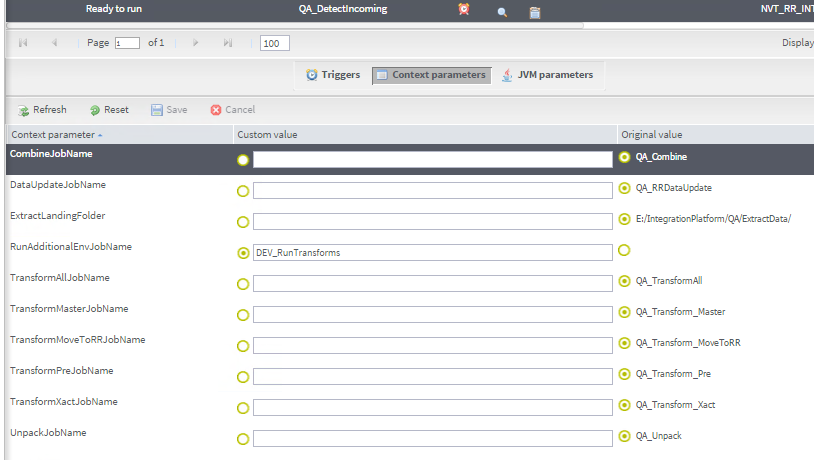 Ready to run QA_DetectIncoming NVT_RR_INT
Page 1 of 1 100 Display
Triggers Context parameters JVM parameters
Refresh Reset Save Cancel
Context parameter Custom value Original value
CombineJobName QA_Combine
DataUpdateJobName QA_RRDataUpdate
ExtractLandingFolder E:/IntegrationPlatform/QA/ExtractData/
RunAdditionalEnvJobName DEV_RunTransforms
TransformAllJobName QA_TransformAll
TransformMasterJobName QA_Transform_Master
TransformMoveToRRJobName QA_Transform_MoveToRR
TransformPreJobName QA_Transform_Pre
TransformXactJobName QA_Transform_Xact
UnpackJobName QA_Unpack